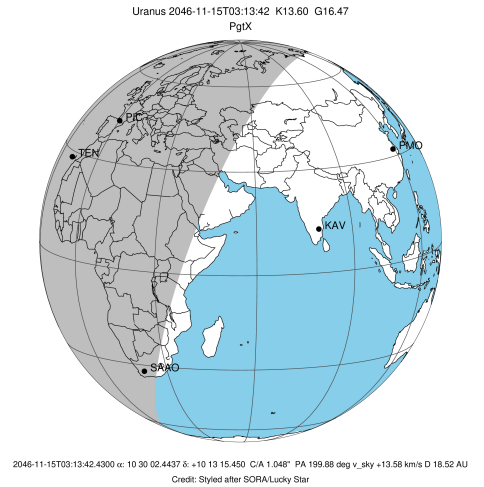 Uranus 2046-11-15T03:13:42 K13.60 G16.47
PgtX
PIC
TEN
PMO
KAV
SAAO
2046-11-15T03:13:42.4300 α: 10 30 02.4437 δ: +10 13 15.450 C/A 1.048" PA 199.88 deg v_sky +13.58 km/s D 18.52 AU
Credit: Styled after SORA/Lucky Star